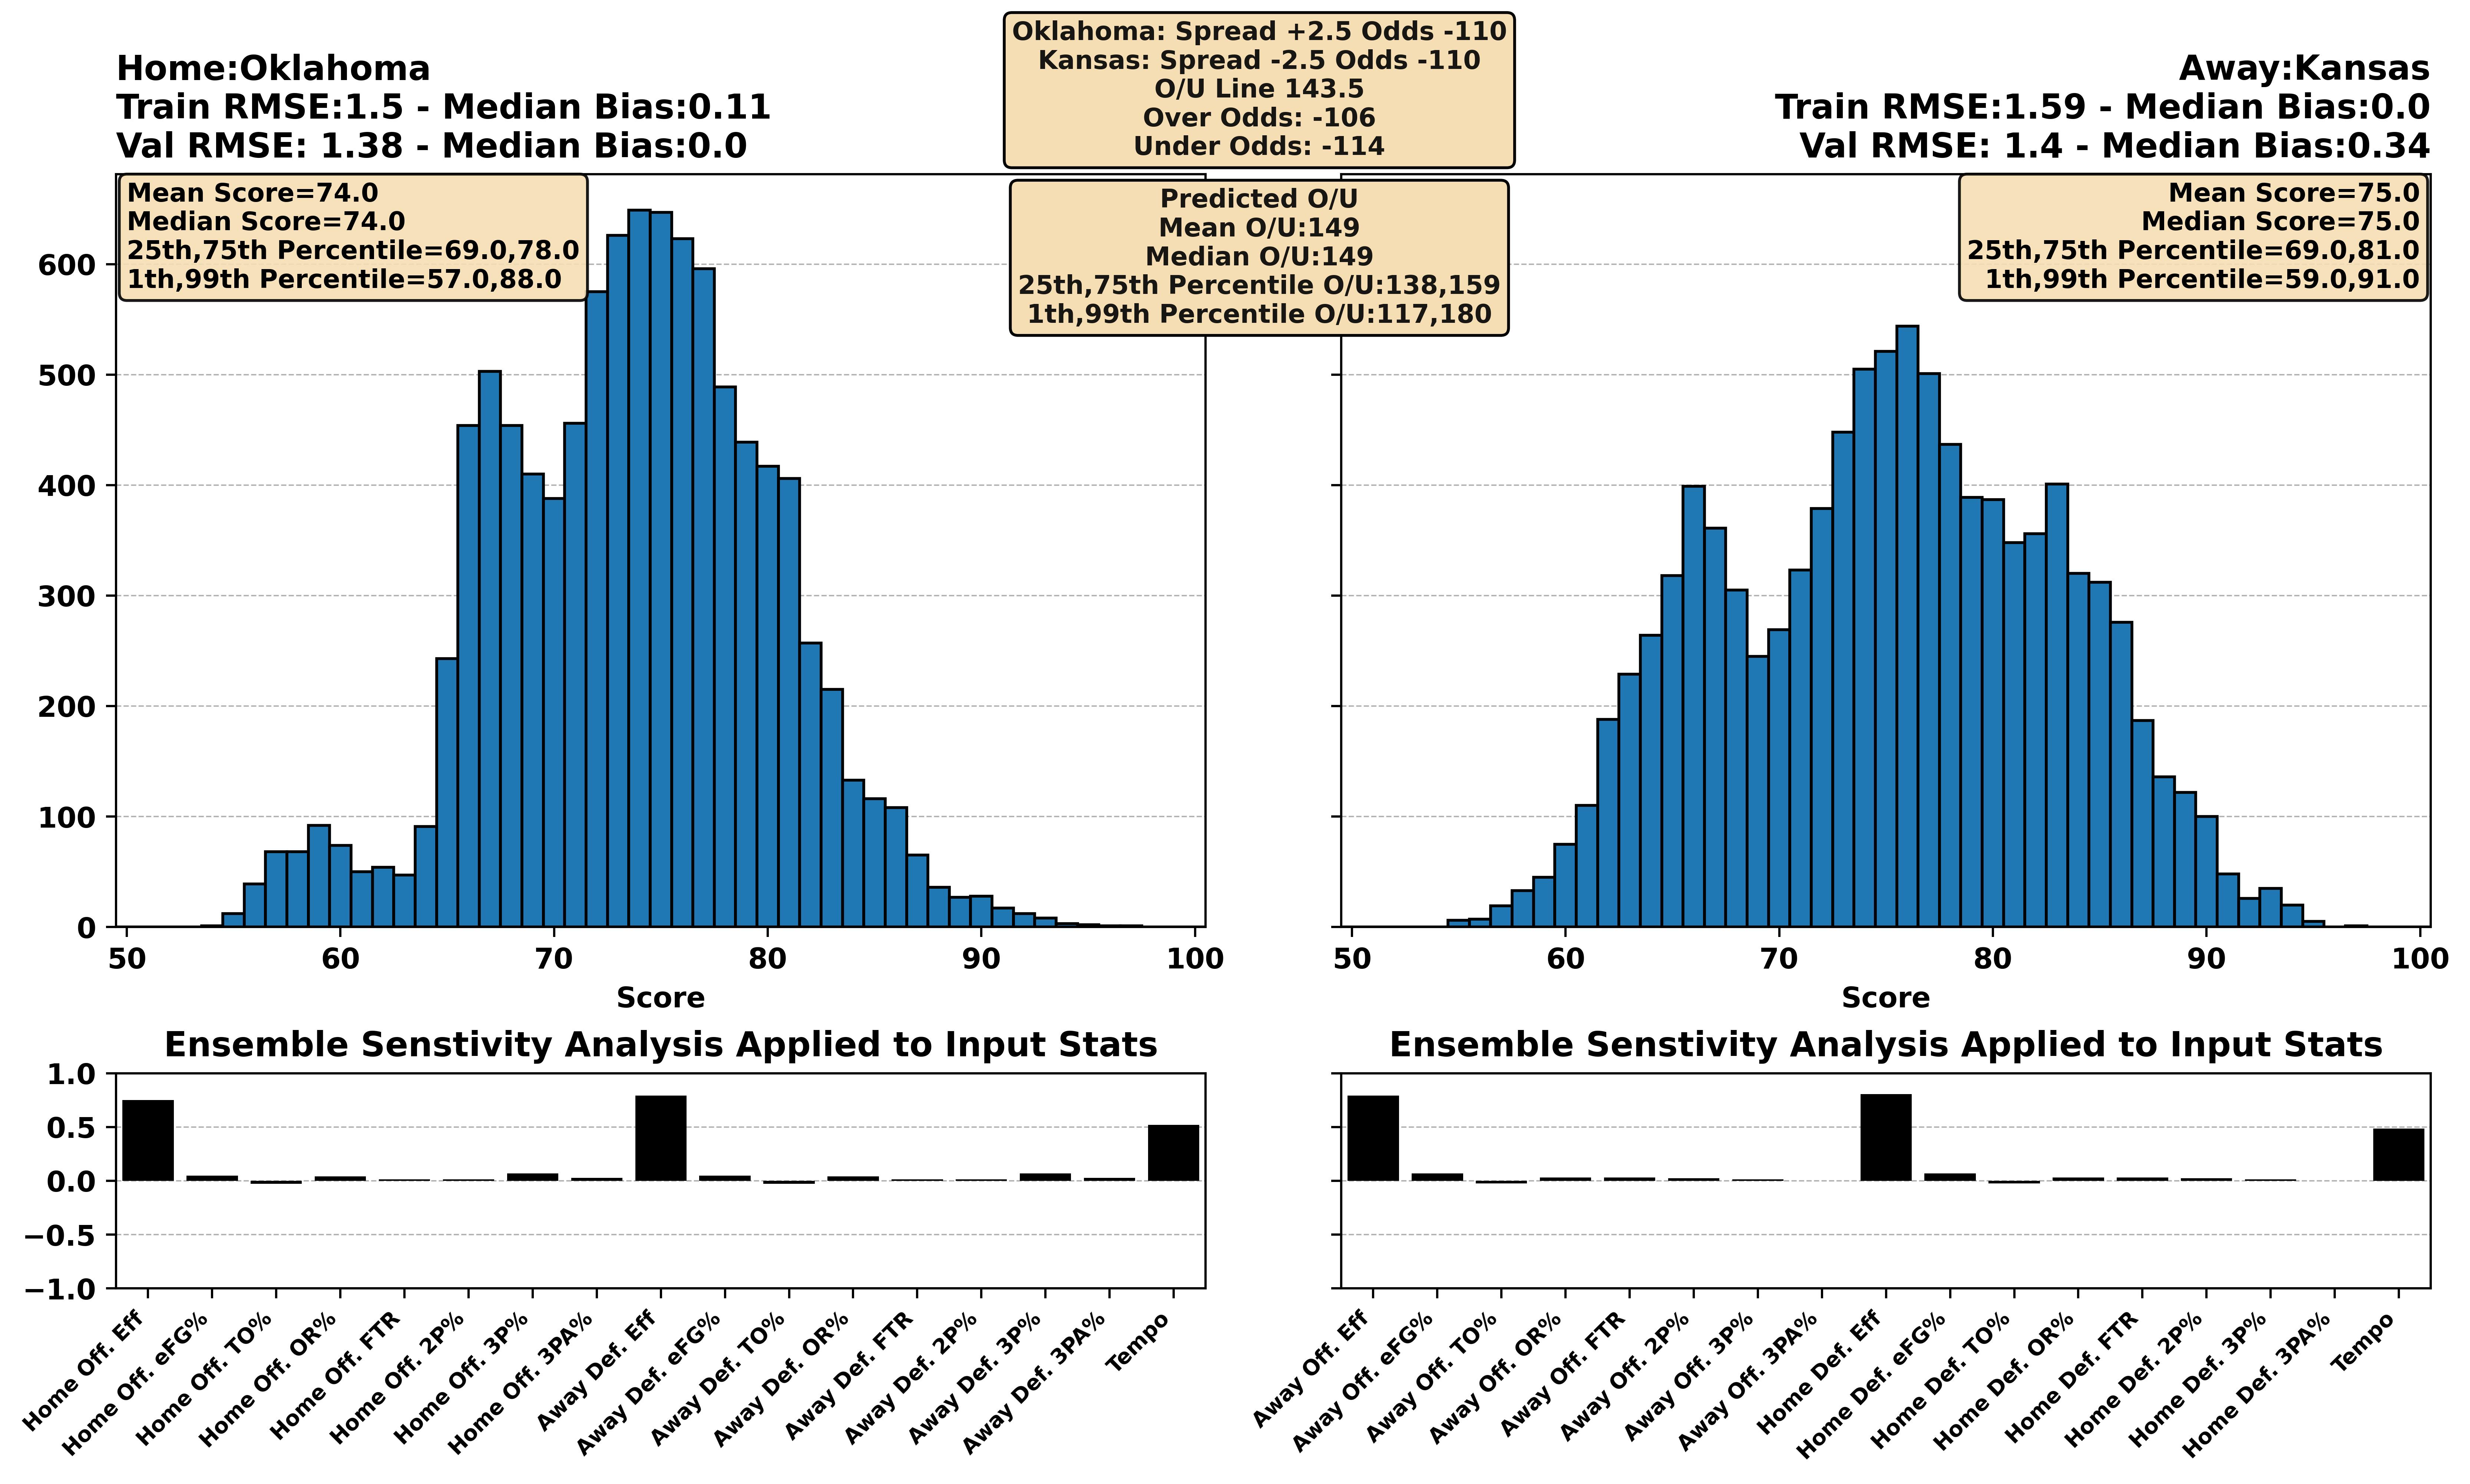 Oklahoma: Spread +2.5 Odds -110
Kansas: Spread -2.5 Odds -110
O/U Line 143.5
Over Odds: -106
Under Odds: -114
Home:Oklahoma
Train RMSE:1.5 - Median Bias:0.11
Val RMSE: 1.38 - Median Bias:0.0
Away:Kansas
Train RMSE:1.59 - Median Bias:0.0
Val RMSE: 1.4 - Median Bias:0.34
Mean Score=74.0
Median Score=74.0
25th,75th Percentile=69.0,78.0
1th,99th Percentile=57.0,88.0
Predicted O/U
Mean O/U:149
Median O/U:149
25th,75th Percentile O/U:138,159
1th,99th Percentile O/U:117,180
Mean Score=75.0
Median Score=75.0
25th,75th Percentile=69.0,81.0
1th,99th Percentile=59.0,91.0
600
500
400
300
200
100
0
50 60 70 80 90 100
Score
50 60 70 80 90 100
Score
Ensemble Senstivity Analysis Applied to Input Stats
1.0
0.5
0.0
−0.5
−1.0
Home Off. Eff
Home Off. eFG%
Home Off. TO%
Home Off. OR%
Home Off. FTR
Home Off. 2P%
Home Off. 3P%
Home Off. 3PA%
Away Def. Eff
Away Def. eFG%
Away Def. TO%
Away Def. OR%
Away Def. FTR
Away Def. 2P%
Away Def. 3P%
Away Def. 3PA%
Tempo
Ensemble Senstivity Analysis Applied to Input Stats
Away Off. Eff
Away Off. eFG%
Away Off. TO%
Away Off. OR%
Away Off. FTR
Away Off. 2P%
Away Off. 3P%
Away Off. 3PA%
Home Def. Eff
Home Def. eFG%
Home Def. TO%
Home Def. OR%
Home Def. FTR
Home Def. 2P%
Home Def. 3P%
Home Def. 3PA%
Tempo